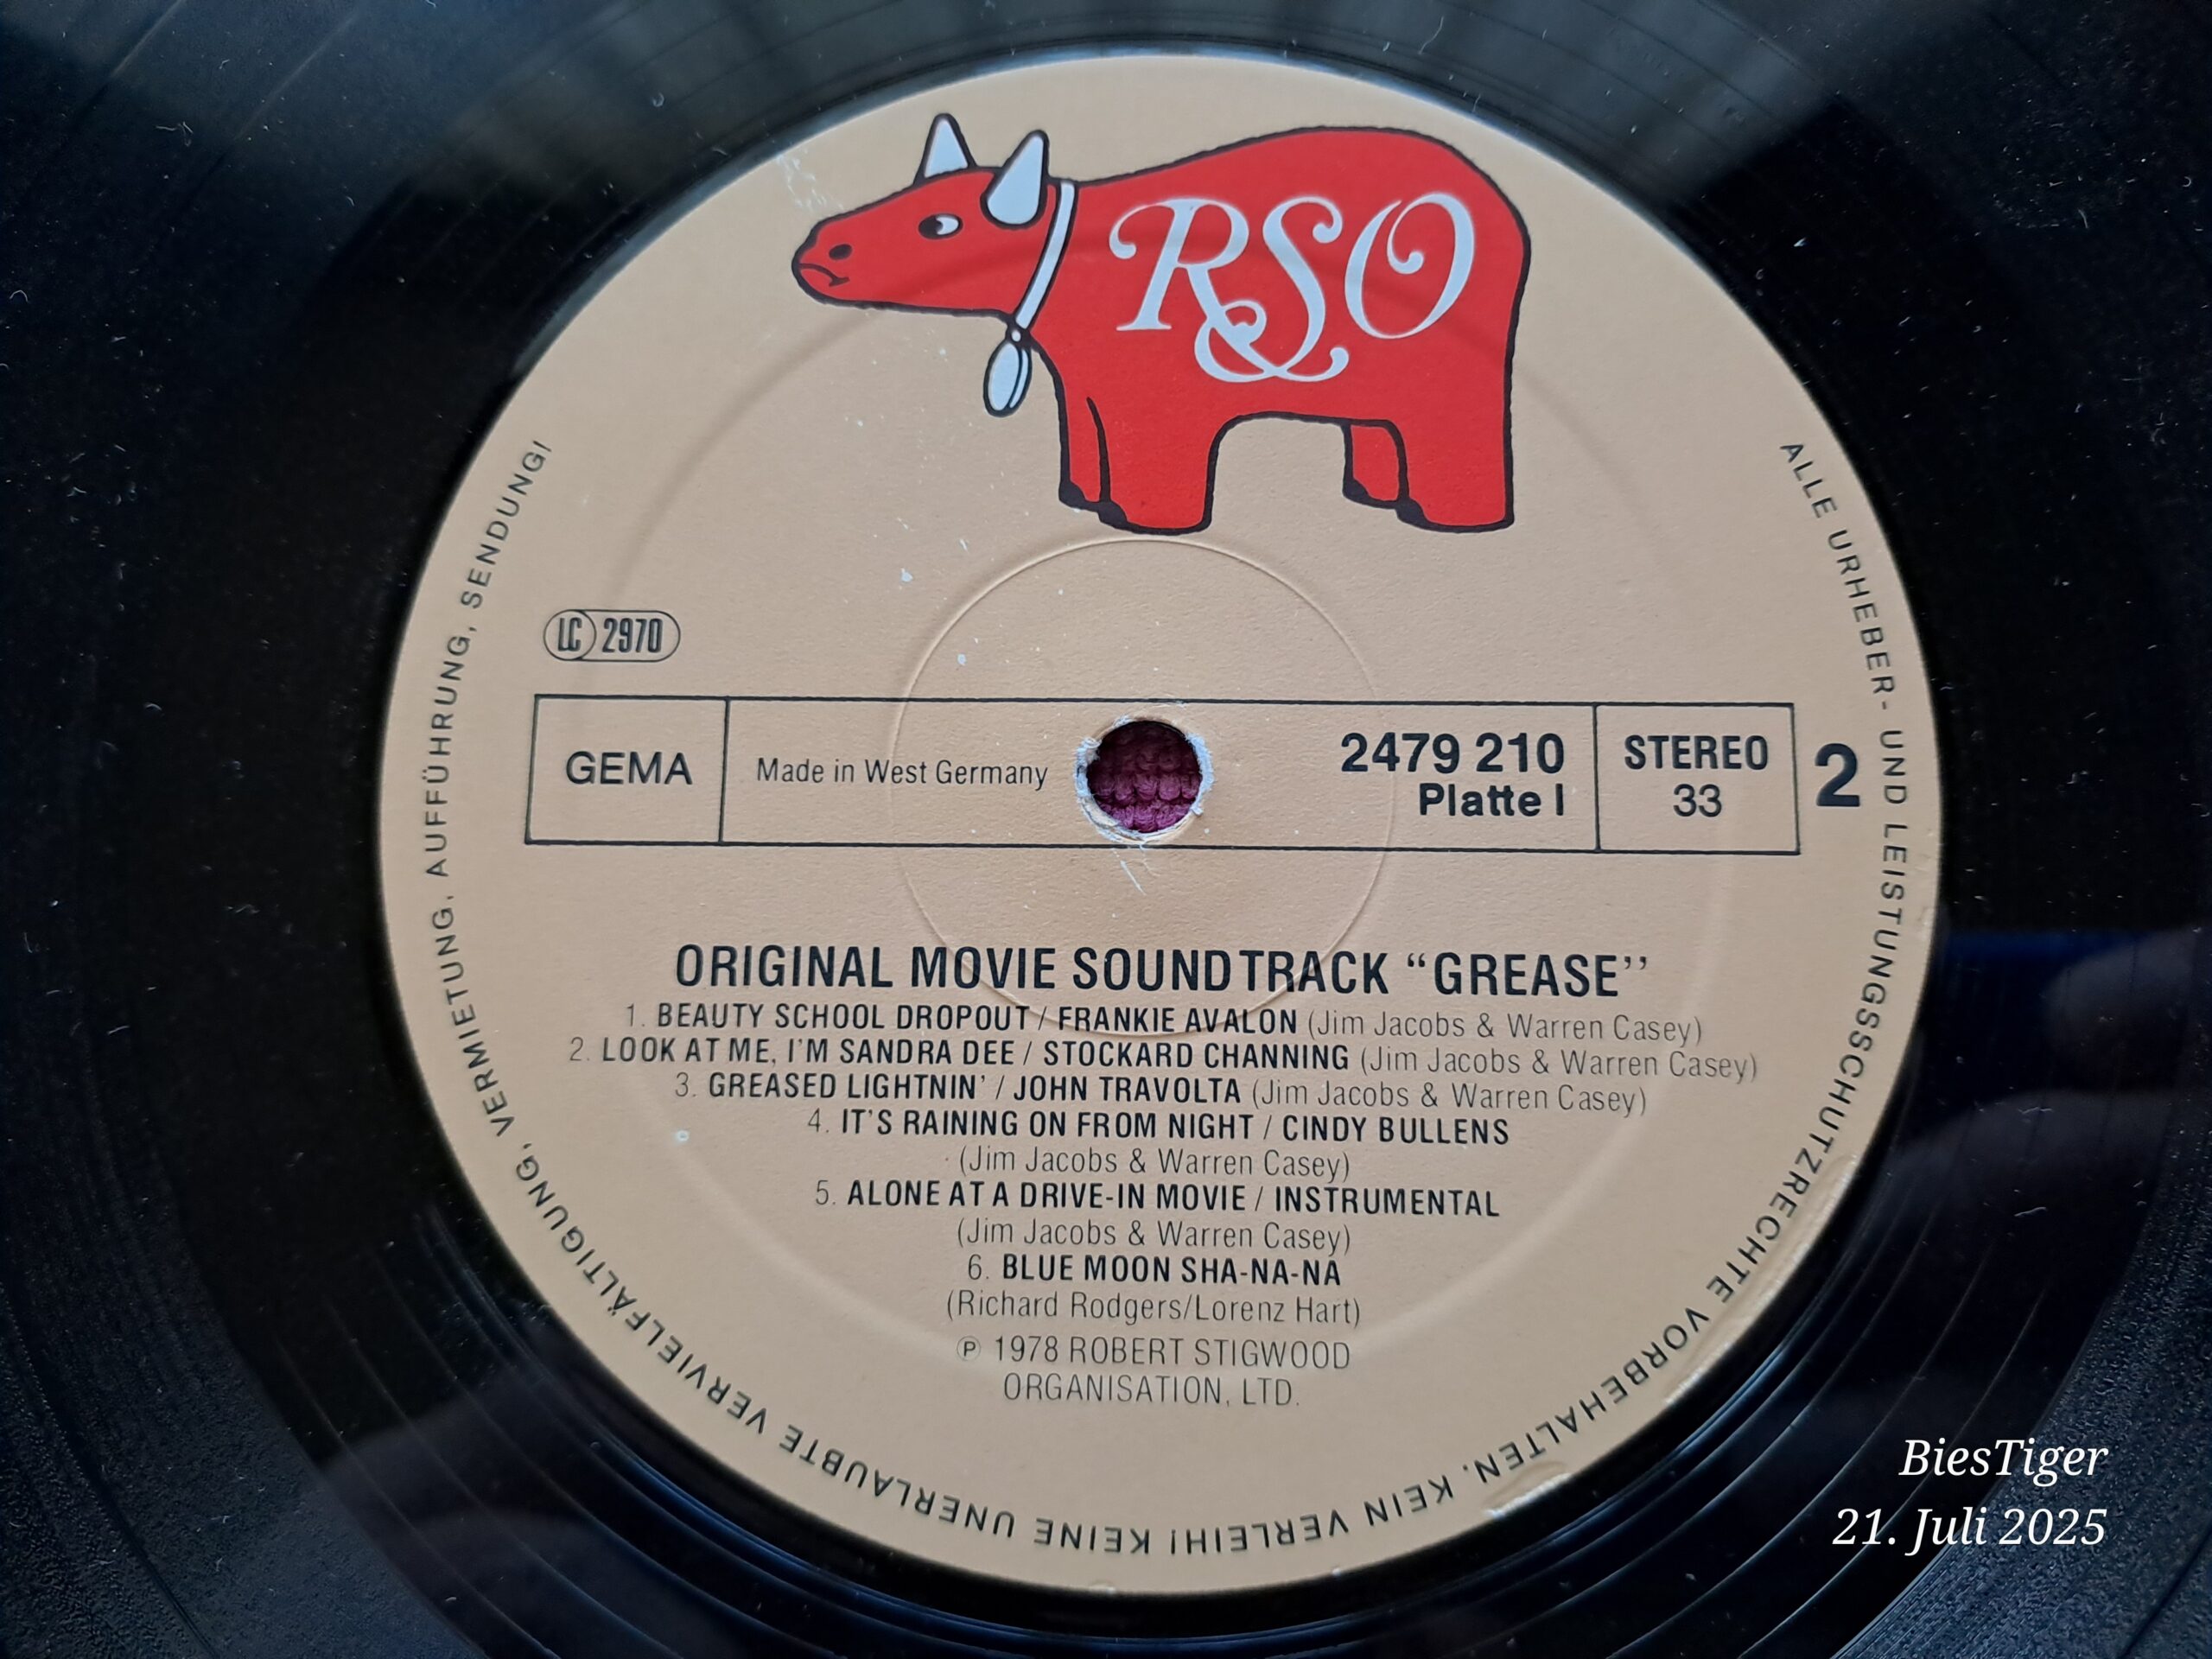 RSO
LC 2970
GEMA
Made in West Germany
2479 210
Platte I
STEREO
33
2
ORIGINAL MOVIE SOUNDTRACK “GREASE’’
1. BEAUTY SCHOOL DROPOUT / FRANKIE AVALON (Jim Jacobs & Warren Casey)
2. LOOK AT ME, I'M SANDRA DEE / STOCKARD CHANNING (Jim Jacobs & Warren Casey)
3. GREASED LIGHTNIN' / JOHN TRAVOLTA (Jim Jacobs & Warren Casey)
4. IT'S RAINING ON FROM NIGHT / CINDY BULLENS
(Jim Jacobs & Warren Casey)
5. ALONE AT A DRIVE-IN MOVIE / INSTRUMENTAL
(Jim Jacobs & Warren Casey)
6. BLUE MOON SHA-NA-NA
(Richard Rodgers/Lorenz Hart)
℗ 1978 ROBERT STIGWOOD
ORGANISATION, LTD.
ALLE URHEBER- UND LEISTUNGSSCHUTZRECHTE VORBEHALTEN. KEIN VERLEIH! KEINE UNERLAUBTE VERVIELFÄLTIGUNG, VERMIETUNG, AUFFÜHRUNG, SENDUNG!
BiesTiger
21. Juli 2025